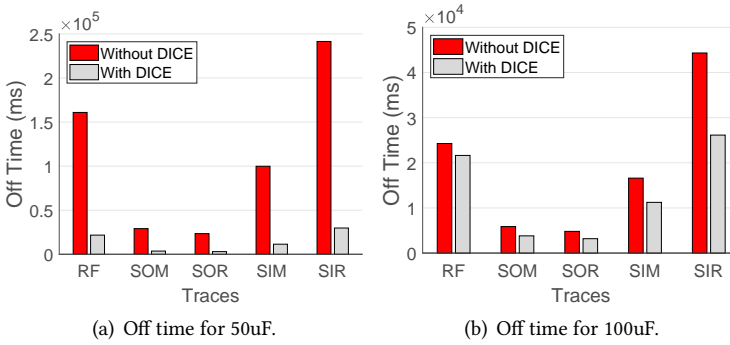 ×10^5
2.5
2
1.5
1
0.5
0
Off Time (ms)
Without DICE
With DICE
RF SOM SOR SIM SIR
Traces
(a) Off time for 50uF.
×10^4
5
4
3
2
1
0
Off Time (ms)
Without DICE
With DICE
RF SOM SOR SIM SIR
Traces
(b) Off time for 100uF.